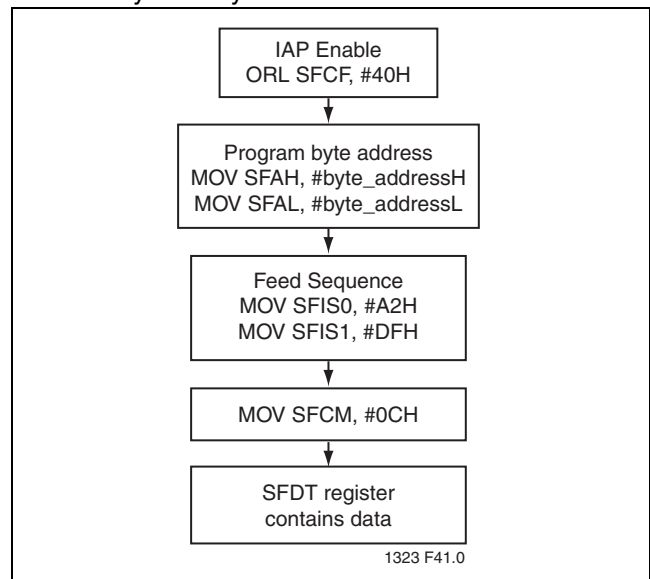 IAP Enable
ORL SFCF, #40H
Program byte address
MOV SFAH, #byte_addressH
MOV SFAL, #byte_addressL
Feed Sequence
MOV SFIS0, #A2H
MOV SFIS1, #DFH
MOV SFCM, #0CH
SFDT register
contains data
1323 F41.0